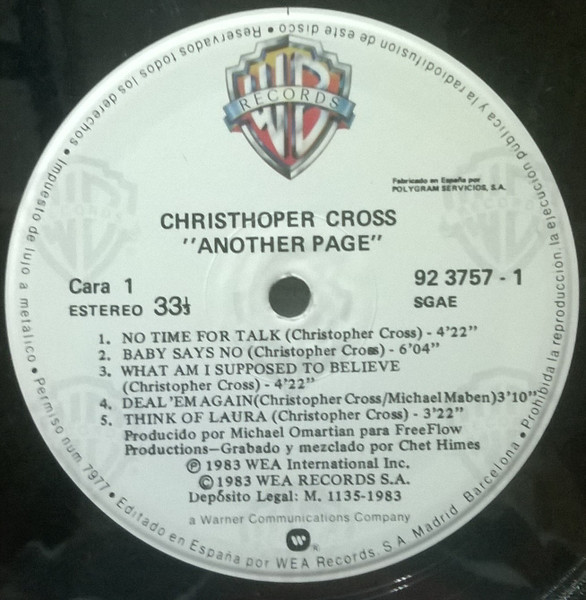 WB
RECORDS
Fabricado en España por
POLYGRAM SERVICIOS, S.A.
CHRISTHOPER CROSS
"ANOTHER PAGE"
Cara 1
ESTEREO 33⅓
92 3757 - 1
SGAE
1. NO TIME FOR TALK (Christopher Cross) - 4'22"
2. BABY SAYS NO (Christopher Cross) - 6'04"
3. WHAT AM I SUPPOSED TO BELIEVE
(Christopher Cross) - 4'22"
4. DEAL'EM AGAIN(Christopher Cross/Michael Maben)3'10"
5. THINK OF LAURA (Christopher Cross) - 3'22"
Producido por Michael Omartian para FreeFlow
Productions—Grabado y mezclado por Chet Himes
Ⓟ 1983 WEA International Inc.
© 1983 WEA RECORDS S.A.
Depósito Legal: M. 1135-1983
a Warner Communications Company
®
• Editado en España por WEA Records, S.A. Madrid Barcelona • Prohibida la reproducción, la ejecución pública y la radiodifusion de este disco • Reservados todos los derechos • Impuesto de lujo a metálico • Permiso núm 7977